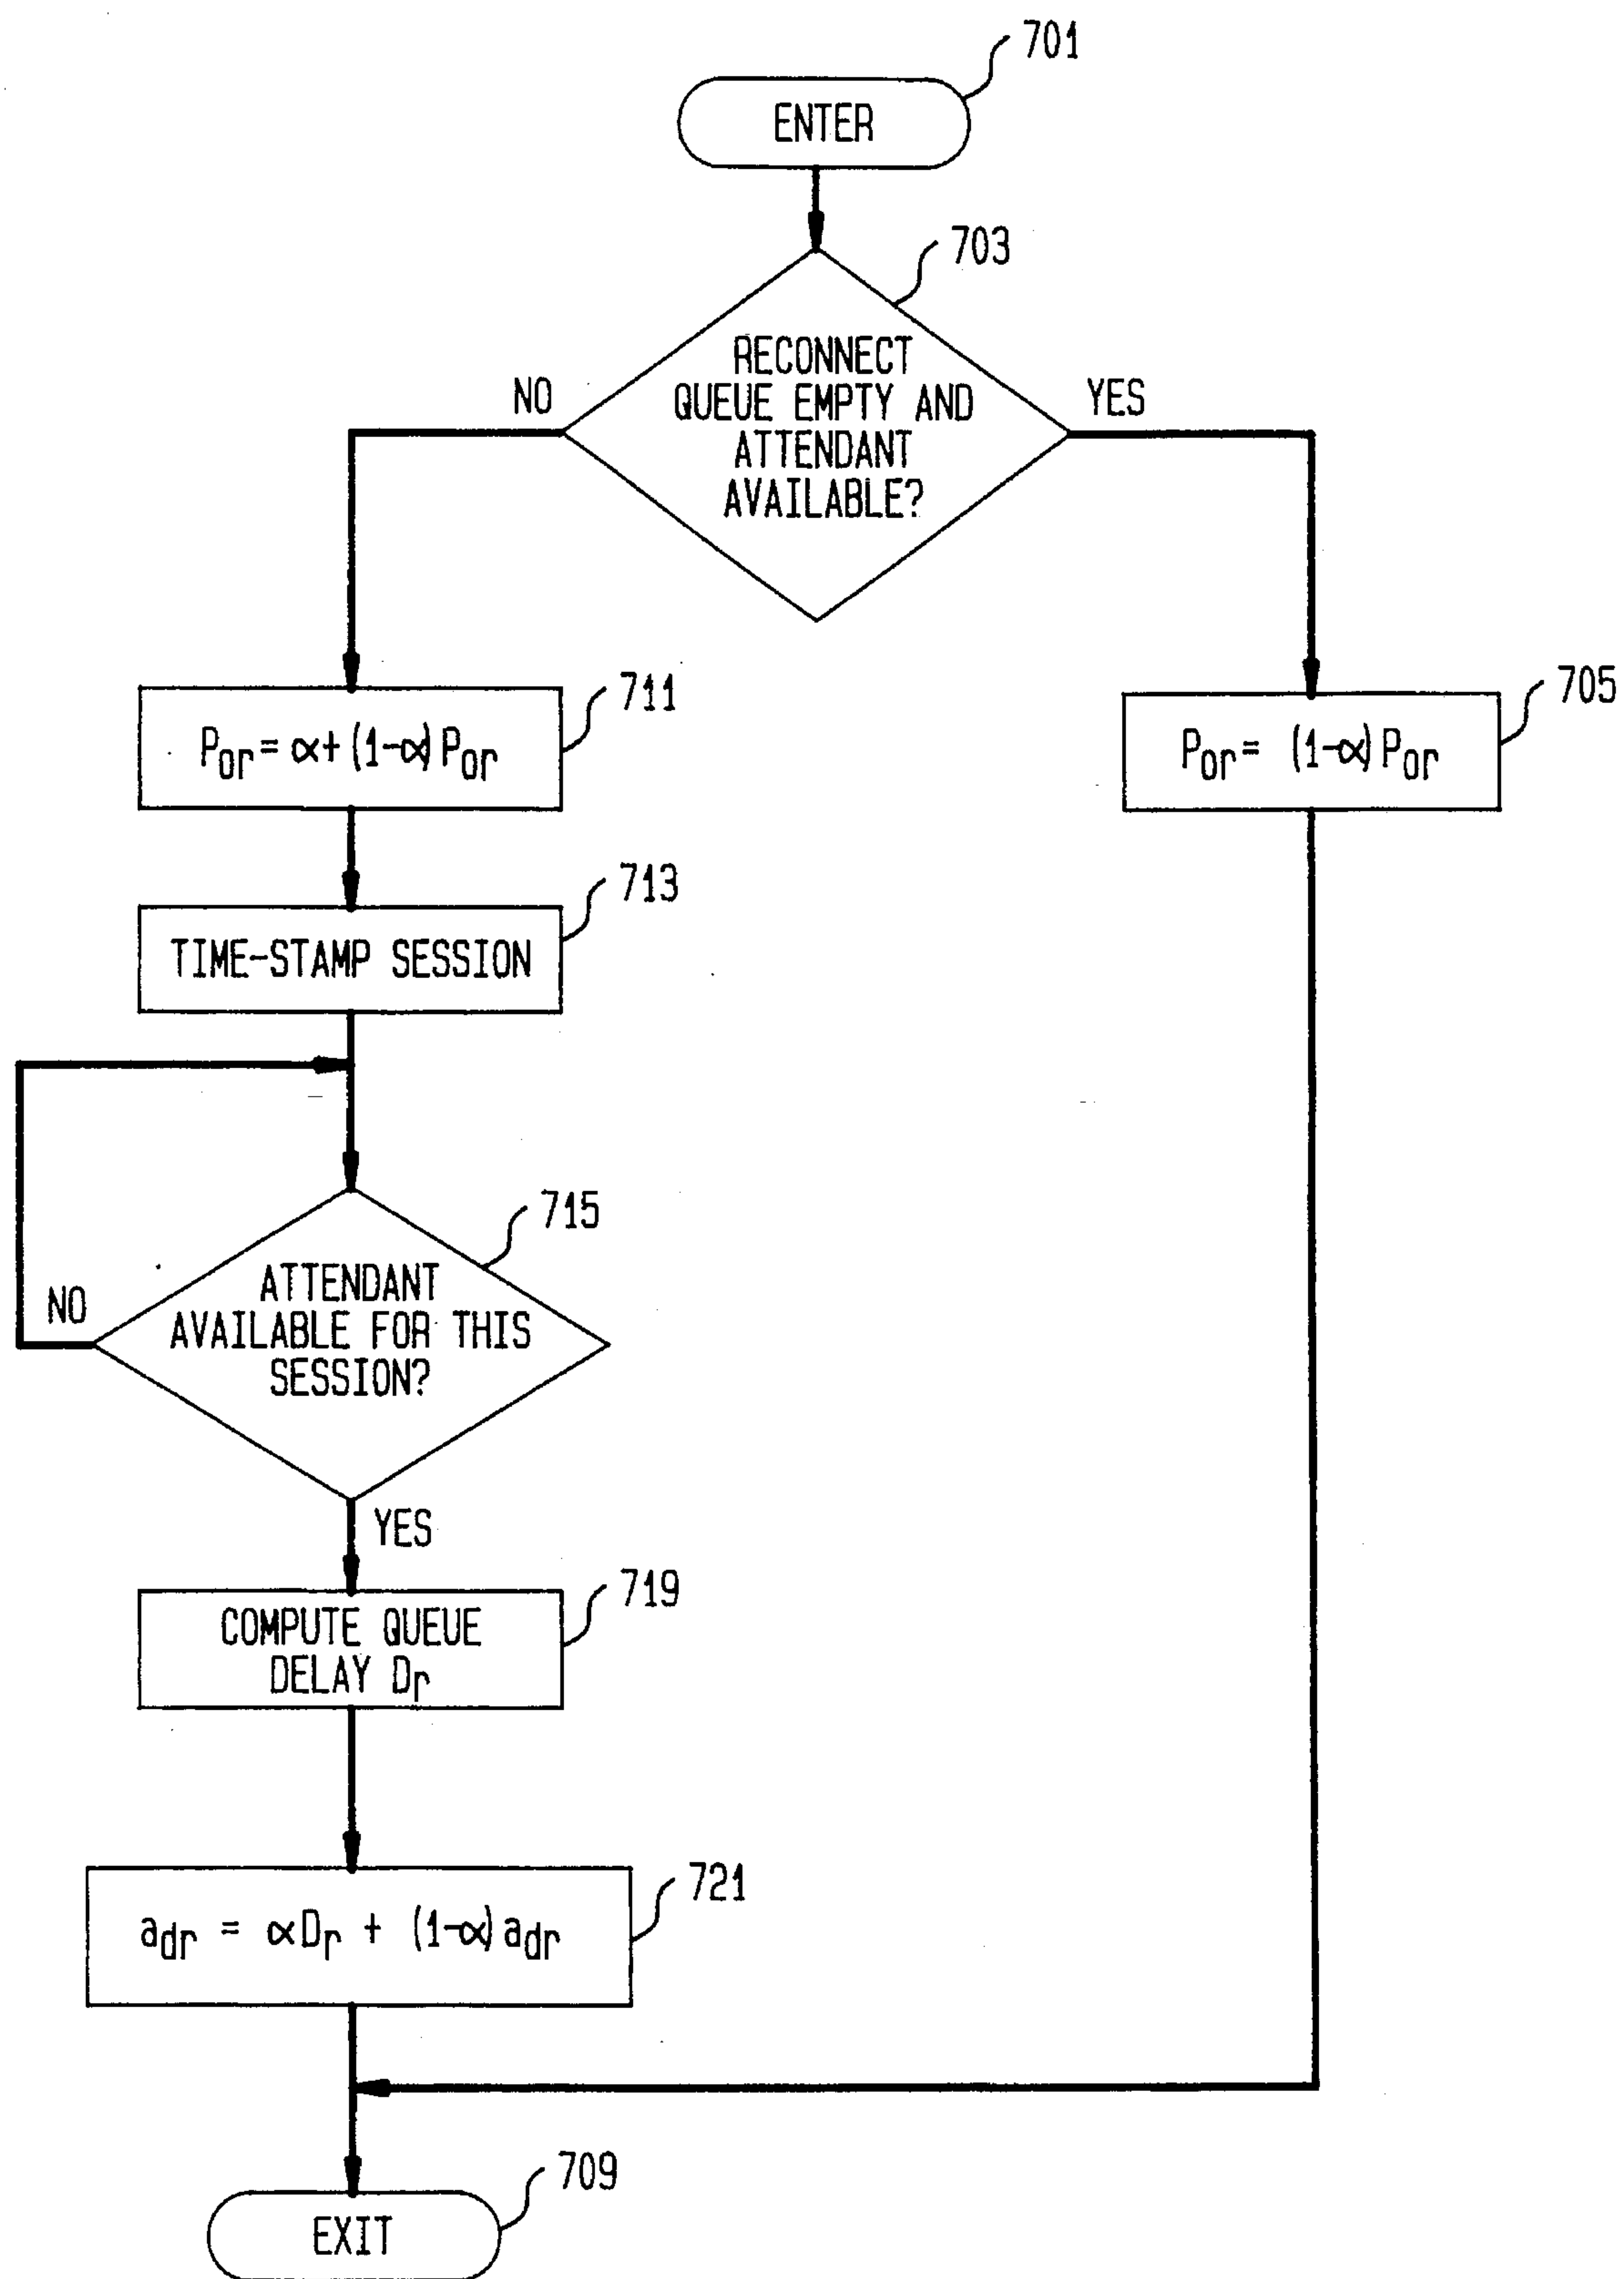 701
ENTER
703
RECONNECT
QUEUE EMPTY AND
ATTENDANT
AVAILABLE?
NO
YES
711
Por = α+(1-α)Por
705
Por = (1-α)Por
713
TIME-STAMP SESSION
715
ATTENDANT
AVAILABLE FOR THIS
SESSION?
NO
YES
719
COMPUTE QUEUE
DELAY Dr
721
adr = αDr + (1-α)adr
709
EXIT